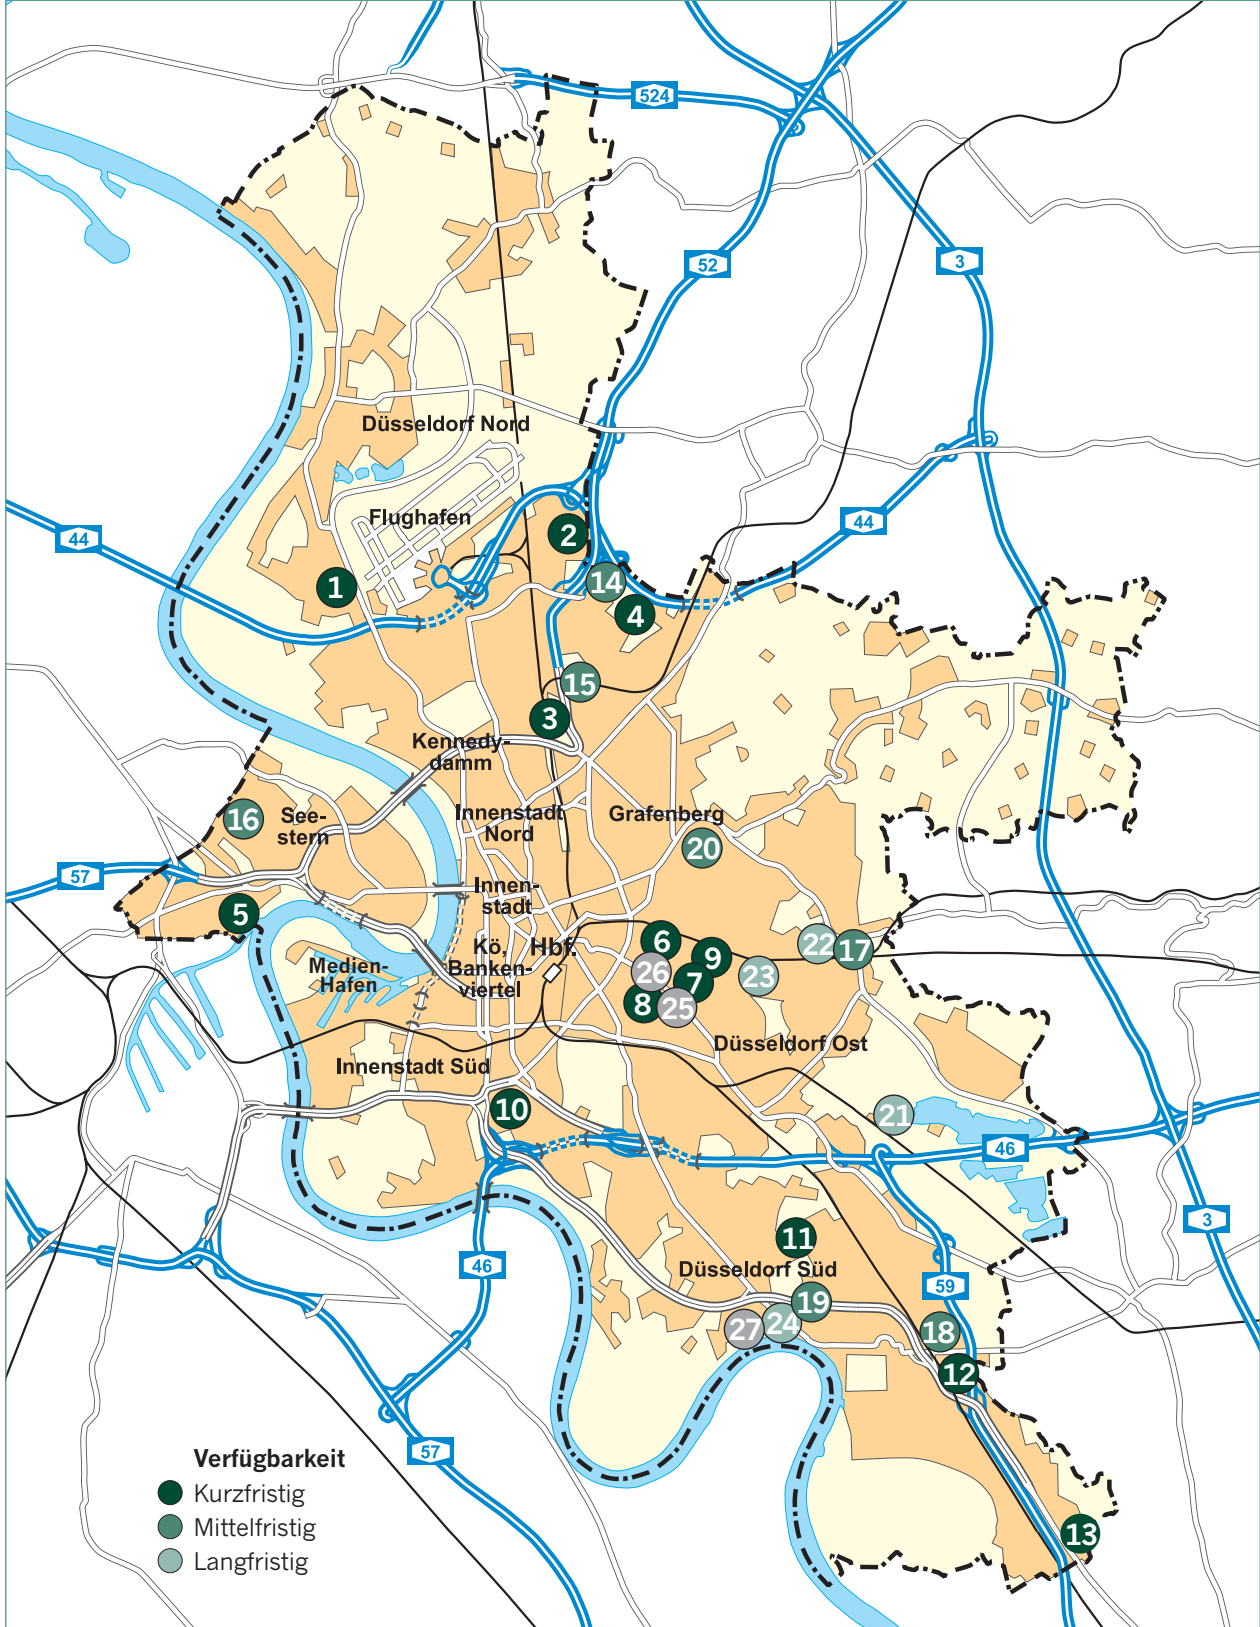 524
52
3
Düsseldorf Nord
Flughafen
44
44
2
14
1
4
15
3
Kennedy-
damm
16
See-
stern
Innenstadt
Nord
Grafenberg
20
57
Innen-
stadt
5
6
9
22
17
Kö,
Banken-
viertel
Hbf.
26
7
23
Medien-
Hafen
8
25
Düsseldorf Ost
Innenstadt Süd
10
21
46
3
11
46
Düsseldorf Süd
59
19
27
24
18
12
57
13
Verfügbarkeit
Kurzfristig
Mittelfristig
Langfristig